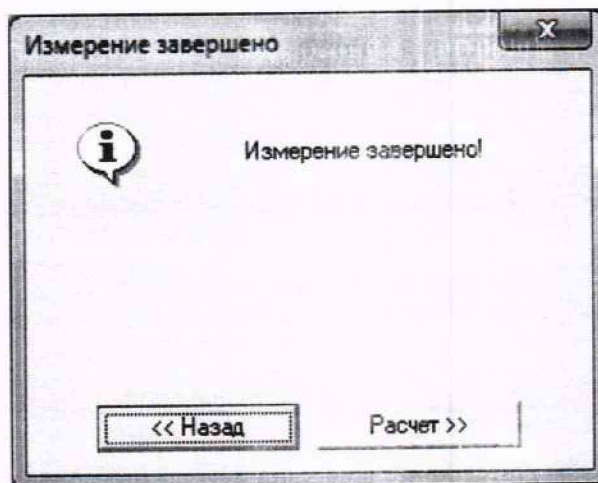 Измерение завершено
Измерение завершено!
<< Назад
Расчет >>